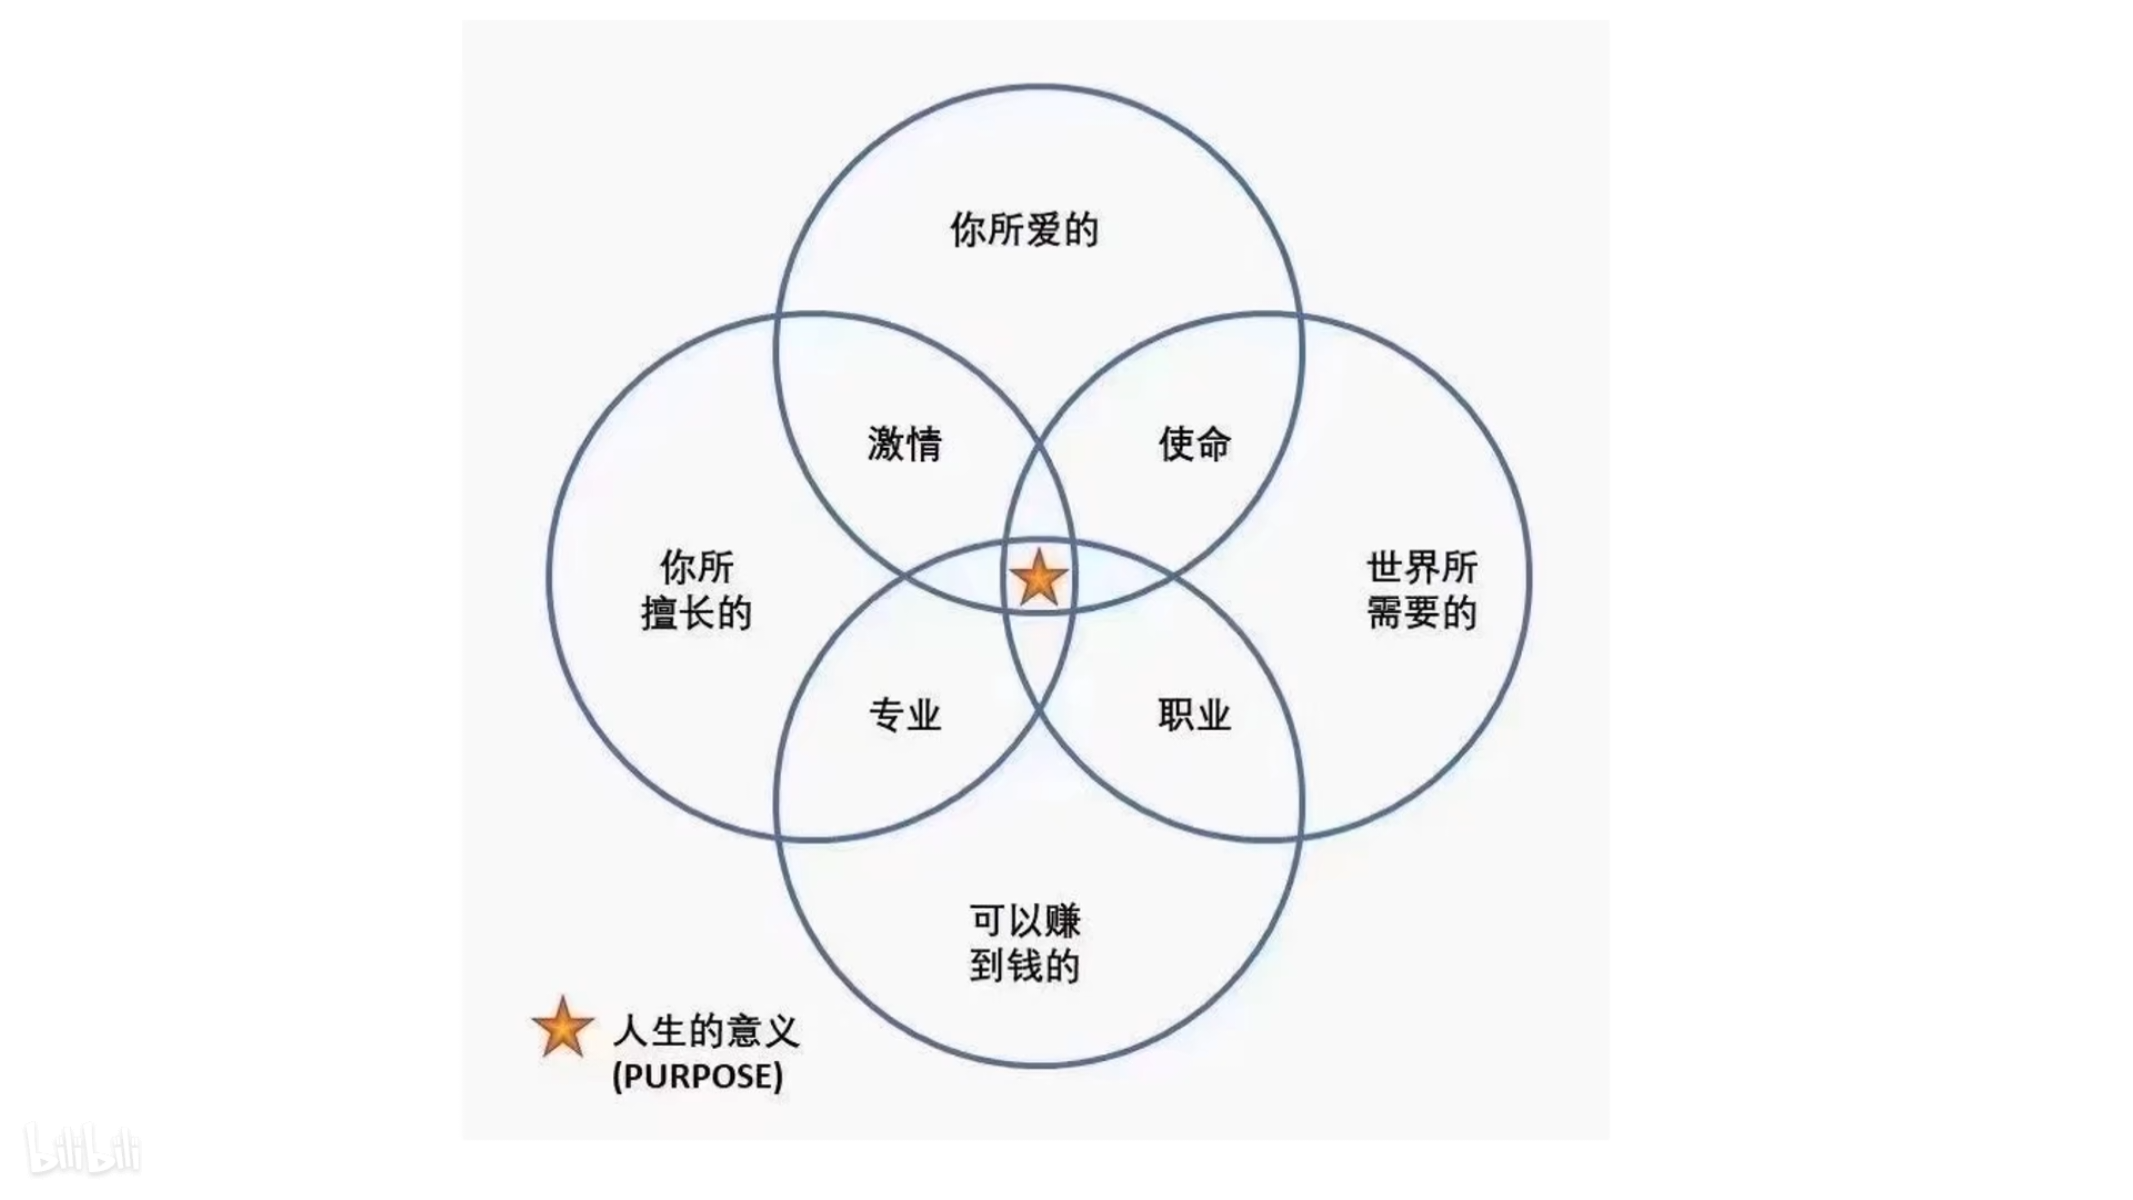 你所爱的
激情
使命
你所
擅长的
世界所
需要的
专业
职业
可以赚
到钱的
人生的意义
(PURPOSE)
bilibili